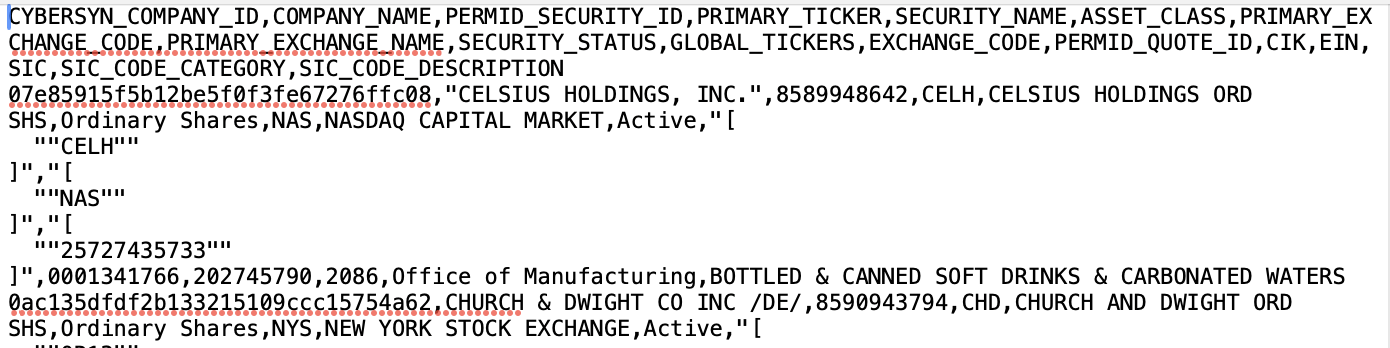 CYBERSYN_COMPANY_ID,COMPANY_NAME,PERMID_SECURITY_ID,PRIMARY_TICKER,SECURITY_NAME,ASSET_CLASS,PRIMARY_EX
CHANGE_CODE,PRIMARY_EXCHANGE_NAME,SECURITY_STATUS,GLOBAL_TICKERS,EXCHANGE_CODE,PERMID_QUOTE_ID,CIK,EIN,
SIC,SIC_CODE_CATEGORY,SIC_CODE_DESCRIPTION
07e85915f5b12be5f0f3fe67276ffc08,"CELSIUS HOLDINGS, INC.",8589948642,CELH,CELSIUS HOLDINGS ORD
SHS,Ordinary Shares,NAS,NASDAQ CAPITAL MARKET,Active,"[
  ""CELH""
]","[
  ""NAS""
]","[
  ""25727435733""
]",0001341766,202745790,2086,Office of Manufacturing,BOTTLED & CANNED SOFT DRINKS & CARBONATED WATERS
0ac135dfdf2b133215109ccc15754a62,CHURCH & DWIGHT CO INC /DE/,8590943794,CHD,CHURCH AND DWIGHT ORD
SHS,Ordinary Shares,NYS,NEW YORK STOCK EXCHANGE,Active,"[